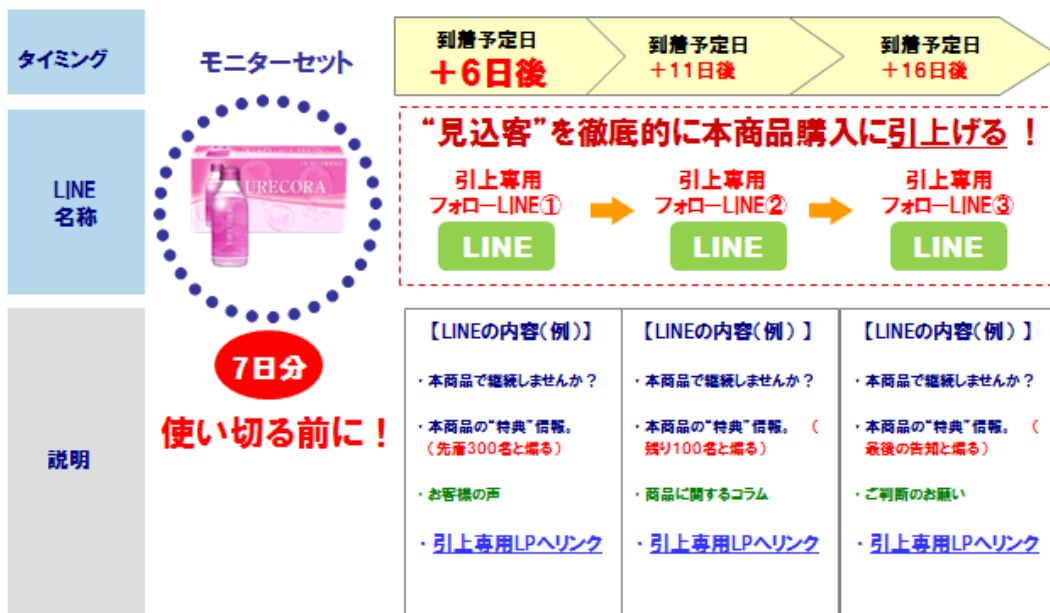 タイミング
モニターセット
到着予定日
+6日後
到着予定日
+11日後
到着予定日
+16日後
LINE
名称
URECORA
URECORA
“見込客”を徹底的に本商品購入に引上げる！
引上専用
フォローLINE①
LINE
引上専用
フォローLINE②
LINE
引上専用
フォローLINE③
LINE
説明
7日分
使い切る前に！
【LINEの内容(例)】
・本商品で継続しませんか？
・本商品の“特典”情報。
（先着300名と煽る）
・お客様の声
・引上専用LPへリンク
【LINEの内容(例) 】
・本商品で継続しませんか？
・本商品の“特典”情報。 （
残り100名と煽る）
・商品に関するコラム
・引上専用LPへリンク
【LINEの内容(例) 】
・本商品で継続しませんか？
・本商品の“特典”情報。 （
最後の告知と煽る）
・ご判断のお願い
・引上専用LPへリンク